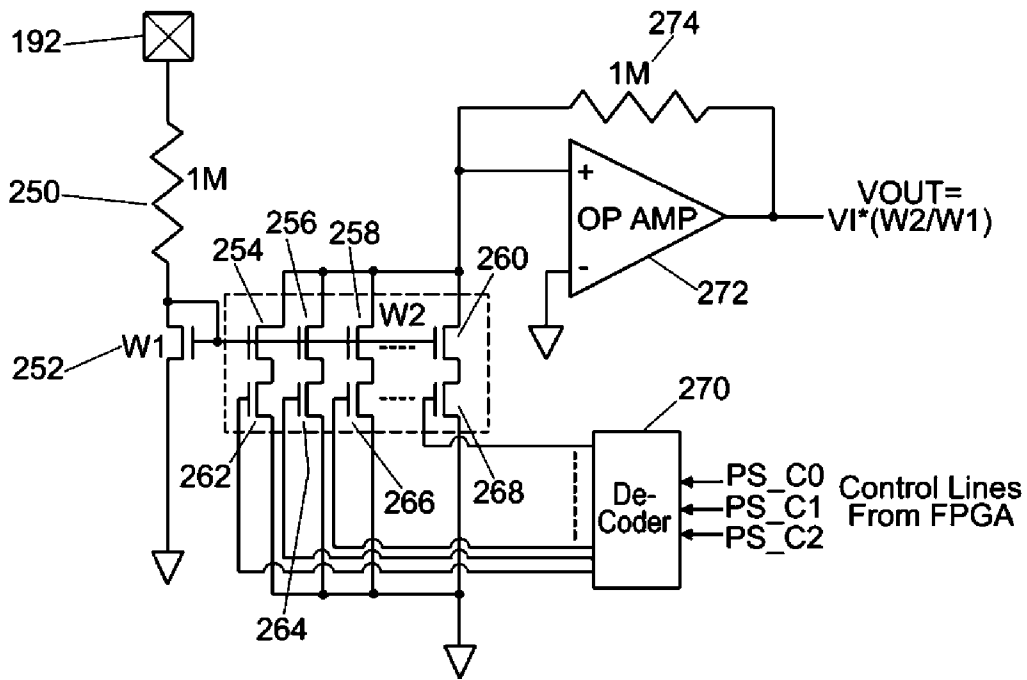 192
274
1M
250
1M
+
OP AMP
-
VOUT=
VI*(W2/W1)
272
254
256
258
260
W2
W1
252
262
264
266
268
270
De-
Coder
PS_C0
PS_C1
PS_C2
Control Lines
From FPGA